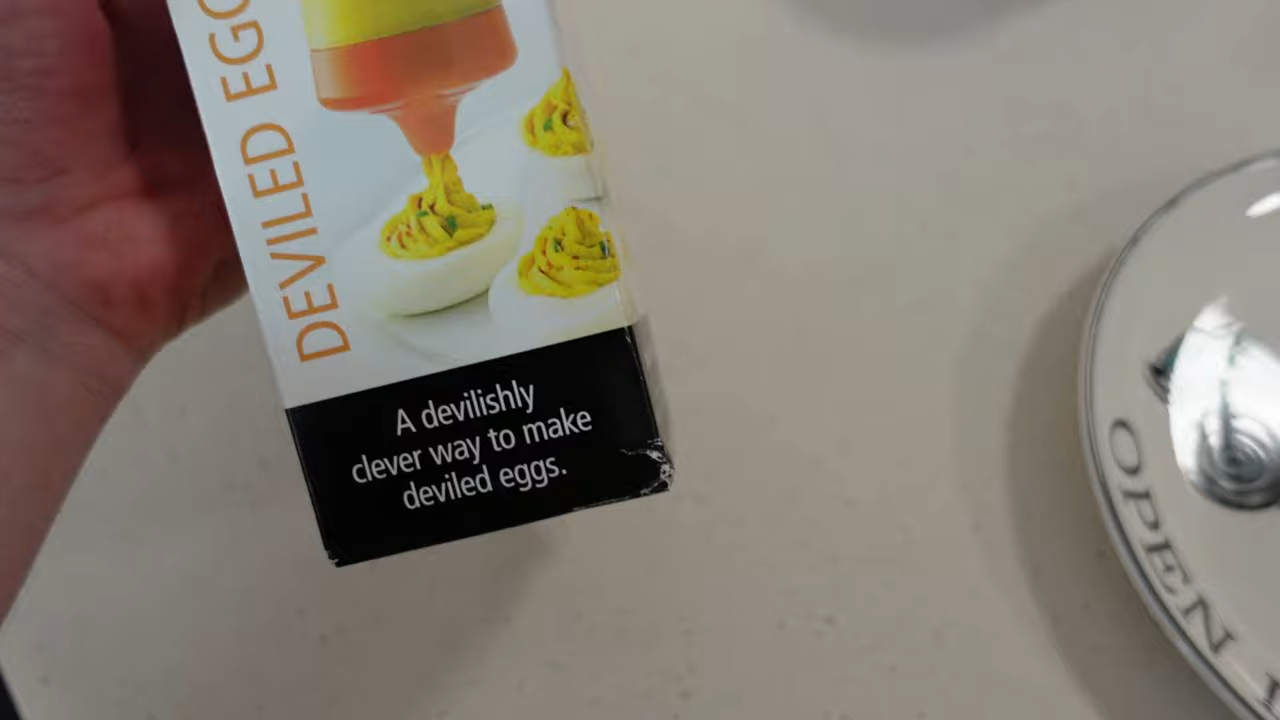 DEVILED EGG
A devilishly
clever way to make
deviled eggs.
OPEN